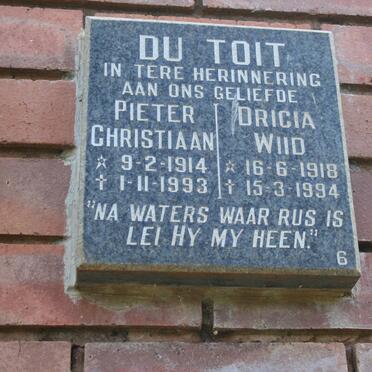 DU TOIT
IN TERE HERINNERING
AAN ONS GELIEFDE
PIETER
CHRISTIAAN
☆ 9-2-1914
† 1-11-1993
DRICIA
WIID
☆ 16-6-1918
† 15-3-1994
"NA WATERS WAAR RUS IS
LEI HY MY HEEN."
6